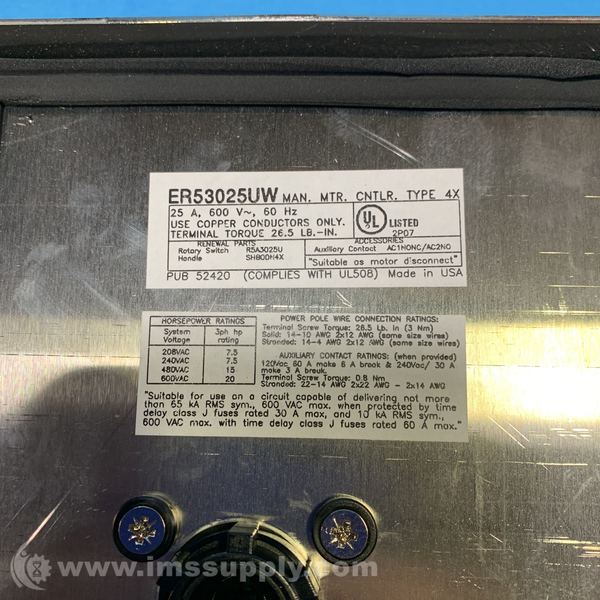 ER53025UW MAN. MTR. CNTLR. TYPE 4X
25 A, 600 V~, 60 Hz
USE COPPER CONDUCTORS ONLY.
TERMINAL TORQUE 26.5 LB.-IN.
UL LISTED
2P07
RENEWAL PARTS
Rotary Switch R5A3025U
Handle SHBODH4X
ACCESSORIES
Auxiliary Contact AC1NONC/AC2NO
"Suitable as motor disconnect"
PUB 52420 (COMPLIES WITH UL508) Made in USA
HORSEPOWER RATINGS
System Voltage 3ph hp rating
208VAC 7.5
240VAC 7.5
480VAC 15
600VAC 20
POWER POLE WIRE CONNECTION RATINGS:
Terminal Screw Torque: 26.5 Lb. In (3 Nm)
Solid: 14-10 AWG 2x12 AWG (same size wires)
Stranded: 14-4 AWG 2x12 AWG (same size wires)
AUXILIARY CONTACT RATINGS: (when provided)
120Vac 60 A make 6 A break & 240Vac/ 30 A
make 3 A break.
Terminal Screw Torque: 0.8 Nm
Stranded: 22-14 AWG 2x22 AWG - 2x14 AWG
"Suitable for use on a circuit capable of delivering not more
than 65 kA RMS sym., 600 VAC max. when protected by time
delay class J fuses rated 30 A max, and 10 kA RMS sym.,
600 VAC max. with time delay class J fuses rated 60 A max."
www.imssupply.com